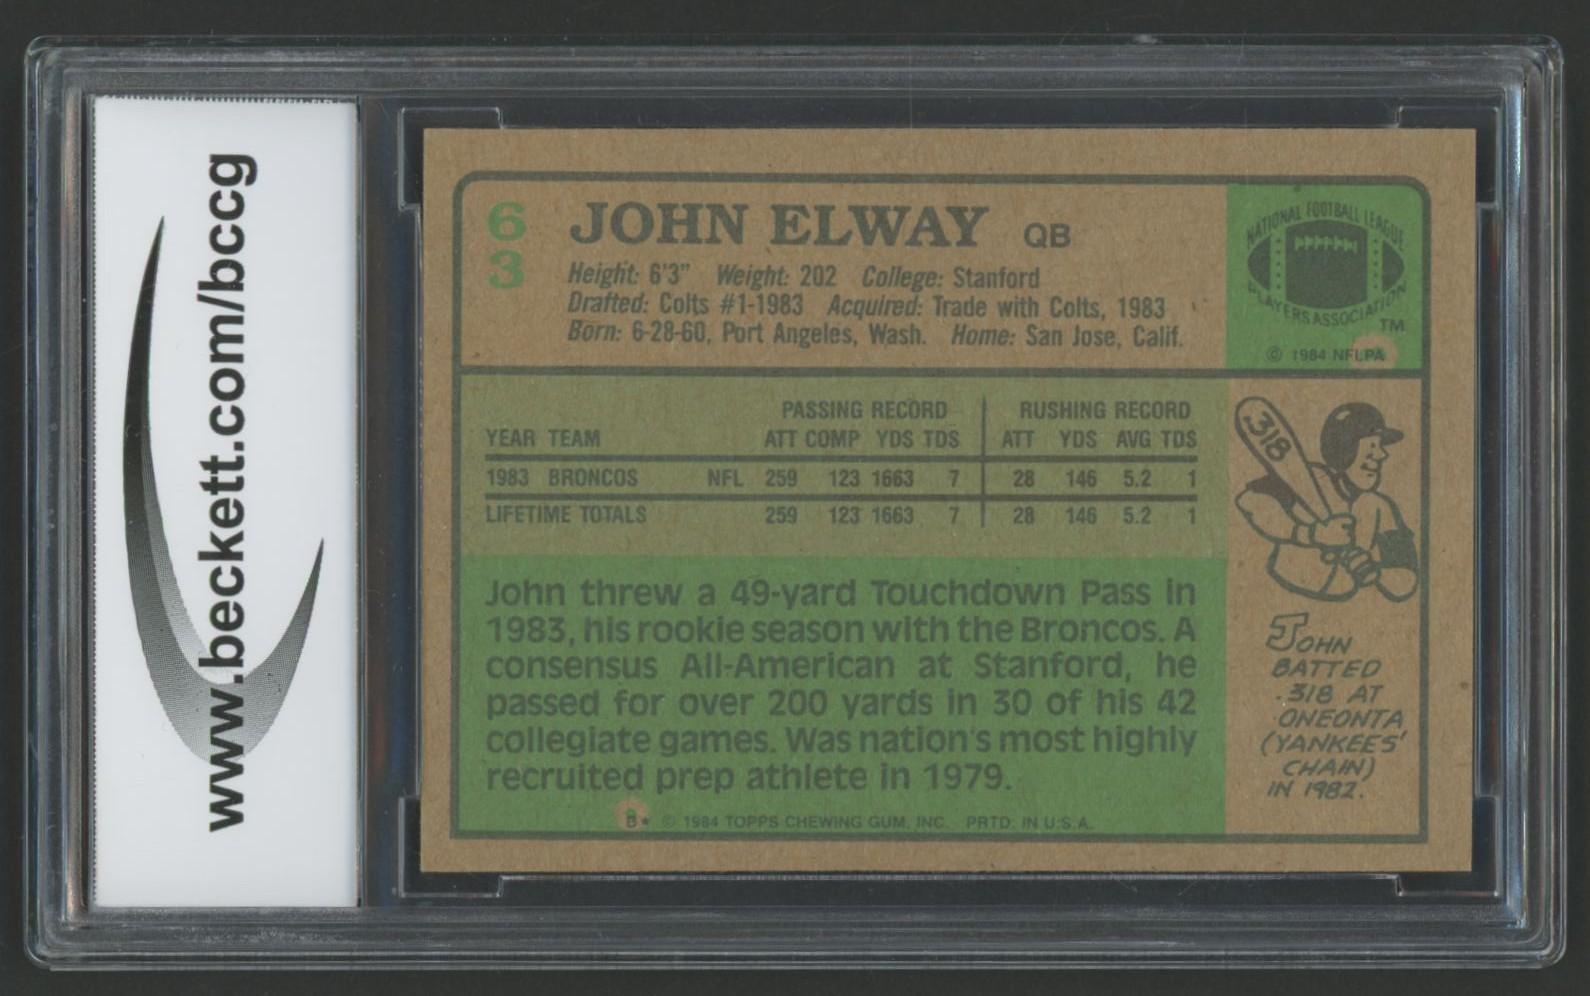 www.beckett.com/bccg
63
JOHN ELWAY QB
Height: 6'3" Weight: 202 College: Stanford
Drafted: Colts #1-1983 Acquired: Trade with Colts, 1983
Born: 6-28-60, Port Angeles, Wash. Home: San Jose, Calif.
NATIONAL FOOTBALL LEAGUE
PLAYERS ASSOCIATION
TM
© 1984 NFLPA
PASSING RECORD RUSHING RECORD
YEAR TEAM ATT COMP YDS TDS ATT YDS AVG TDS
1983 BRONCOS NFL 259 123 1663 7 28 146 5.2 1
LIFETIME TOTALS 259 123 1663 7 28 146 5.2 1
John threw a 49-yard Touchdown Pass in
1983, his rookie season with the Broncos. A
consensus All-American at Stanford, he
passed for over 200 yards in 30 of his 42
collegiate games. Was nation's most highly
recruited prep athlete in 1979.
B* © 1984 TOPPS CHEWING GUM, INC. PRTD. IN U.S.A.
.318
JOHN
BATTED
.318 AT
ONEONTA
(YANKEES'
CHAIN)
IN 1982.